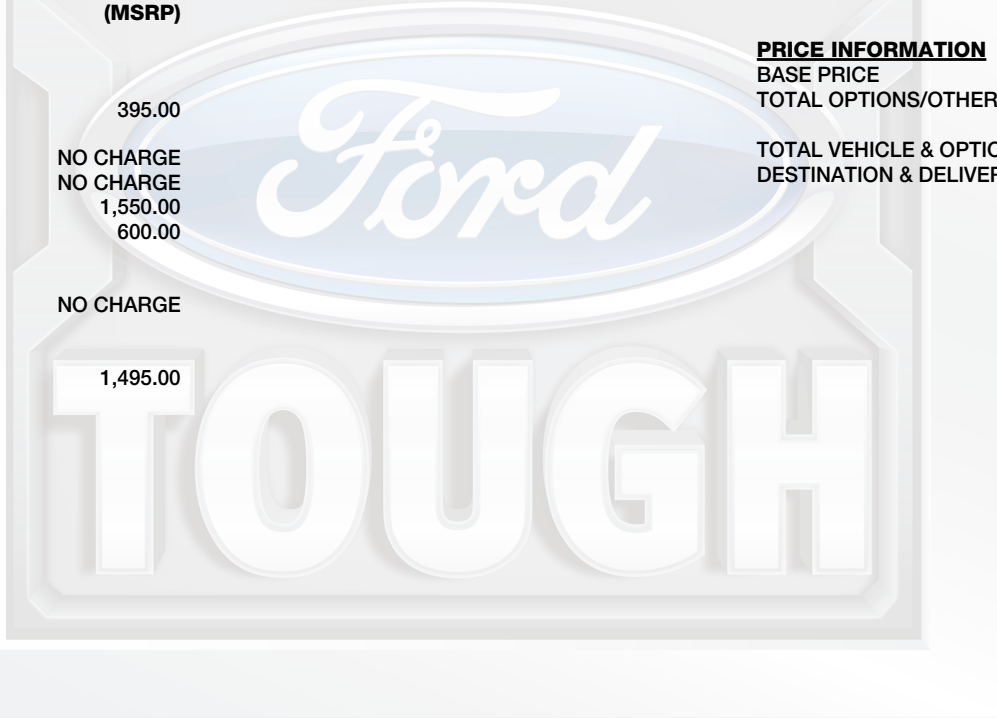 (MSRP)
395.00
NO CHARGE
NO CHARGE
1,550.00
600.00
NO CHARGE
1,495.00
PRICE INFORMATION
BASE PRICE
TOTAL OPTIONS/OTHER
TOTAL VEHICLE & OPTIO
DESTINATION & DELIVER
Ford
TOUGH